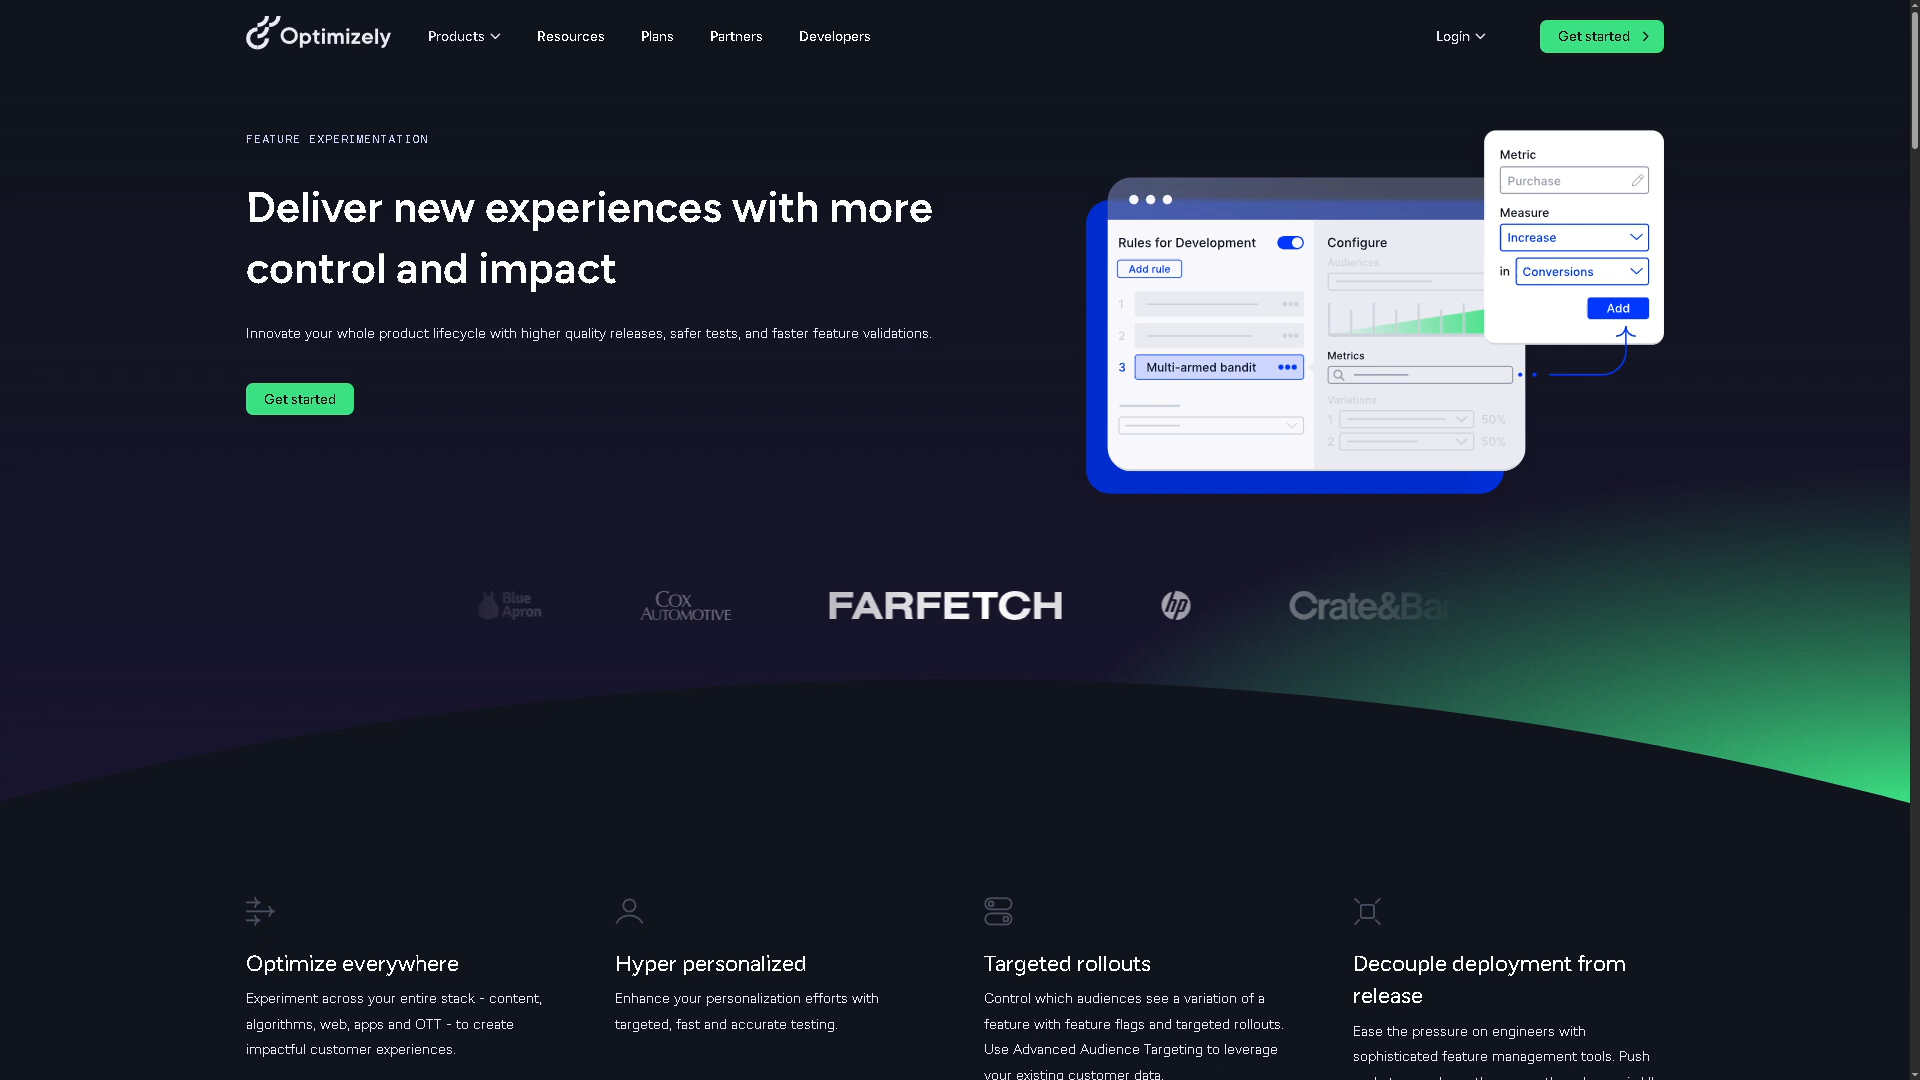 Optimizely
Products
Resources
Plans
Partners
Developers
Login
Get started
FEATURE EXPERIMENTATION
Deliver new experiences with more
control and impact
Innovate your whole product lifecycle with higher quality releases, safer tests, and faster feature validations.
Get started
Metric
Purchase
Measure
Increase
in
Conversions
Add
Rules for Development
Add rule
1
2
3 Multi-armed bandit
Configure
Audiences
Metrics
Variations
1 50%
2 50%
Blue
Apron
COX
AUTOMOTIVE
FARFETCH
hp
Crate&Bar
Optimize everywhere
Experiment across your entire stack - content,
algorithms, web, apps and OTT - to create
impactful customer experiences.
Hyper personalized
Enhance your personalization efforts with
targeted, fast and accurate testing.
Targeted rollouts
Control which audiences see a variation of a
feature with feature flags and targeted rollouts.
Use Advanced Audience Targeting to leverage
your existing customer data.
Decouple deployment from
release
Ease the pressure on engineers with
sophisticated feature management tools. Push